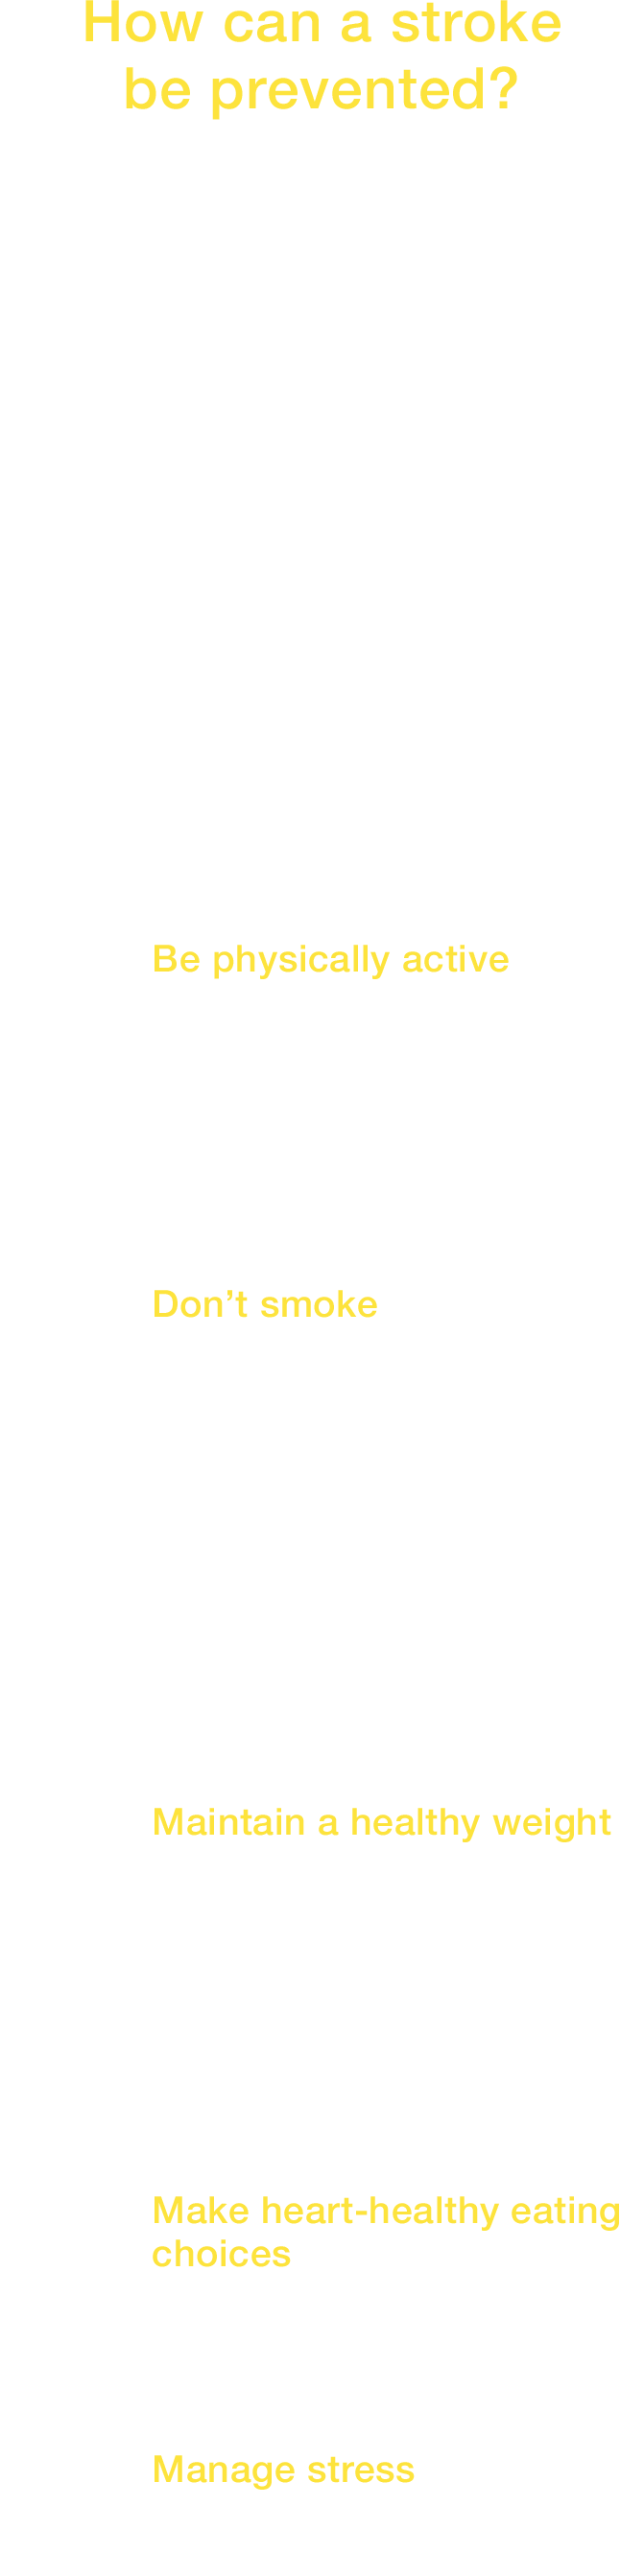 How can a stroke
be prevented?
Be physically active
Don’t smoke
Maintain a healthy weight
Make heart-healthy eating
choices
Manage stress